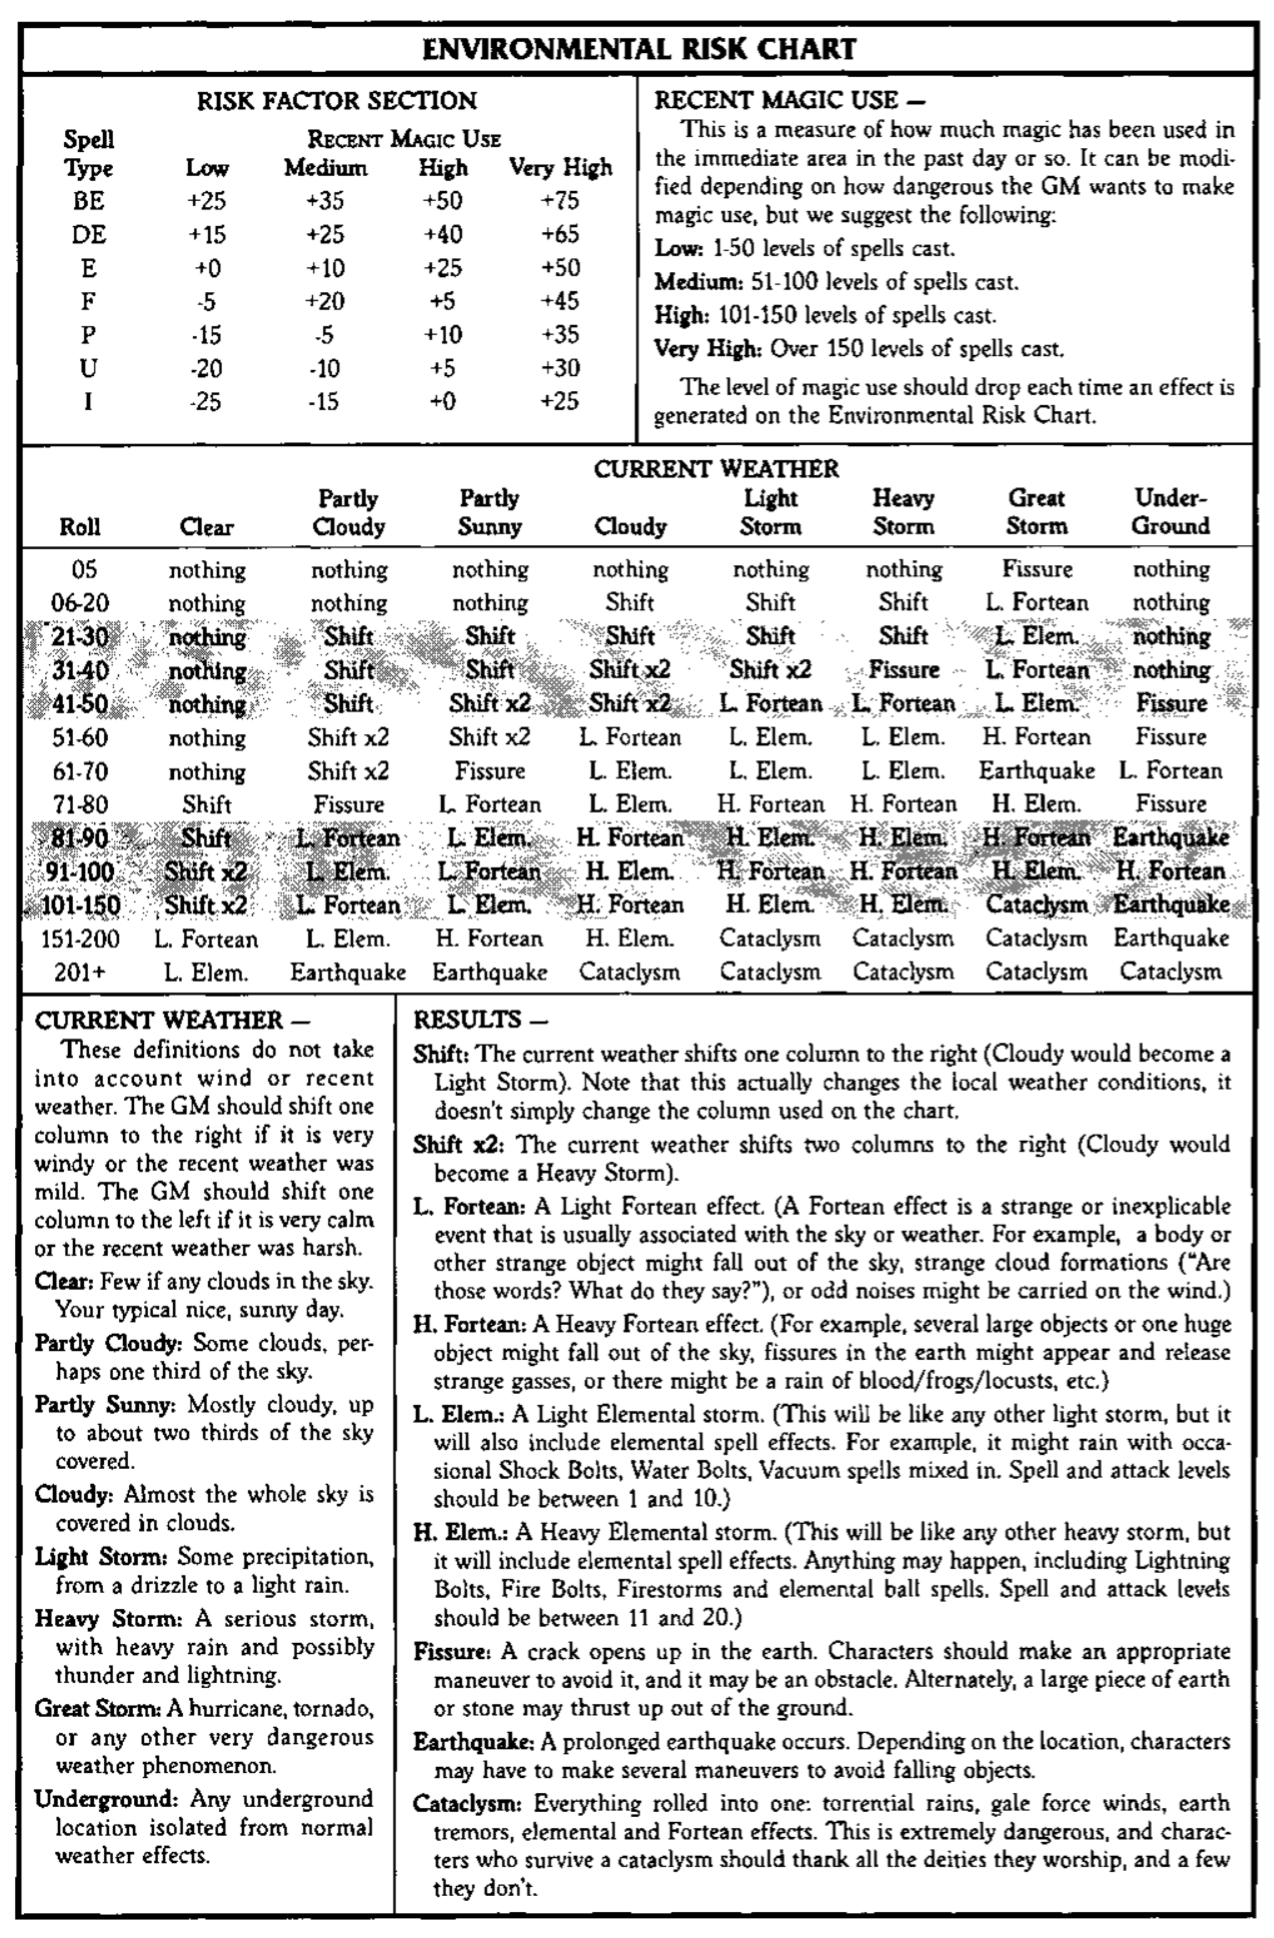 ENVIRONMENTAL RISK CHART
RISK FACTOR SECTION
Spell RECENT MAGIC USE
Type Low Medium High Very High
BE +25 +35 +50 +75
DE +15 +25 +40 +65
E +0 +10 +25 +50
F -5 +20 +5 +45
P -15 -5 +10 +35
U -20 -10 +5 +30
I -25 -15 +0 +25
RECENT MAGIC USE —
This is a measure of how much magic has been used in
the immediate area in the past day or so. It can be modi-
fied depending on how dangerous the GM wants to make
magic use, but we suggest the following:
Low: 1-50 levels of spells cast.
Medium: 51-100 levels of spells cast.
High: 101-150 levels of spells cast.
Very High: Over 150 levels of spells cast.
The level of magic use should drop each time an effect is
generated on the Environmental Risk Chart.
CURRENT WEATHER
Partly Partly Light Heavy Great Under-
Roll Clear Cloudy Sunny Cloudy Storm Storm Storm Ground
05 nothing nothing nothing nothing nothing nothing Fissure nothing
06-20 nothing nothing nothing Shift Shift Shift L. Fortean nothing
21-30 nothing Shift Shift Shift Shift Shift L. Elem. nothing
31-40 nothing Shift Shift Shift x2 Shift x2 Fissure L. Fortean nothing
41-50 nothing Shift Shift x2 Shift x2 L. Fortean L. Fortean L. Elem. Fissure
51-60 nothing Shift x2 Shift x2 L. Fortean L. Elem. L. Elem. H. Fortean Fissure
61-70 nothing Shift x2 Fissure L. Elem. L. Elem. L. Elem. Earthquake L. Fortean
71-80 Shift Fissure L. Fortean L. Elem. H. Fortean H. Fortean H. Elem. Fissure
81-90 Shift L. Fortean L. Elem. H. Fortean H. Elem. H. Elem. H. Fortean Earthquake
91-100 Shift x2 L. Elem. L. Fortean H. Elem. H. Fortean H. Fortean H. Elem. H. Fortean
101-150 Shift x2 L. Fortean L. Elem. H. Fortean H. Elem. H. Elem. Cataclysm Earthquake
151-200 L. Fortean L. Elem. H. Fortean H. Elem. Cataclysm Cataclysm Cataclysm Earthquake
201+ L. Elem. Earthquake Earthquake Cataclysm Cataclysm Cataclysm Cataclysm Cataclysm
CURRENT WEATHER —
These definitions do not take
into account wind or recent
weather. The GM should shift one
column to the right if it is very
windy or the recent weather was
mild. The GM should shift one
column to the left if it is very calm
or the recent weather was harsh.
Clear: Few if any clouds in the sky.
Your typical nice, sunny day.
Partly Cloudy: Some clouds, per-
haps one third of the sky.
Partly Sunny: Mostly cloudy, up
to about two thirds of the sky
covered.
Cloudy: Almost the whole sky is
covered in clouds.
Light Storm: Some precipitation,
from a drizzle to a light rain.
Heavy Storm: A serious storm,
with heavy rain and possibly
thunder and lightning.
Great Storm: A hurricane, tornado,
or any other very dangerous
weather phenomenon.
Underground: Any underground
location isolated from normal
weather effects.
RESULTS —
Shift: The current weather shifts one column to the right (Cloudy would become a
Light Storm). Note that this actually changes the local weather conditions, it
doesn't simply change the column used on the chart.
Shift x2: The current weather shifts two columns to the right (Cloudy would
become a Heavy Storm).
L. Fortean: A Light Fortean effect. (A Fortean effect is a strange or inexplicable
event that is usually associated with the sky or weather. For example, a body or
other strange object might fall out of the sky, strange cloud formations ("Are
those words? What do they say?"), or odd noises might be carried on the wind.)
H. Fortean: A Heavy Fortean effect. (For example, several large objects or one huge
object might fall out of the sky, fissures in the earth might appear and release
strange gasses, or there might be a rain of blood/frogs/locusts, etc.)
L. Elem.: A Light Elemental storm. (This will be like any other light storm, but it
will also include elemental spell effects. For example, it might rain with occa-
sional Shock Bolts, Water Bolts, Vacuum spells mixed in. Spell and attack levels
should be between 1 and 10.)
H. Elem.: A Heavy Elemental storm. (This will be like any other heavy storm, but
it will include elemental spell effects. Anything may happen, including Lightning
Bolts, Fire Bolts, Firestorms and elemental ball spells. Spell and attack levels
should be between 11 and 20.)
Fissure: A crack opens up in the earth. Characters should make an appropriate
maneuver to avoid it, and it may be an obstacle. Alternately, a large piece of earth
or stone may thrust up out of the ground.
Earthquake: A prolonged earthquake occurs. Depending on the location, characters
may have to make several maneuvers to avoid falling objects.
Cataclysm: Everything rolled into one: torrential rains, gale force winds, earth
tremors, elemental and Fortean effects. This is extremely dangerous, and charac-
ters who survive a cataclysm should thank all the deities they worship, and a few
they don't.